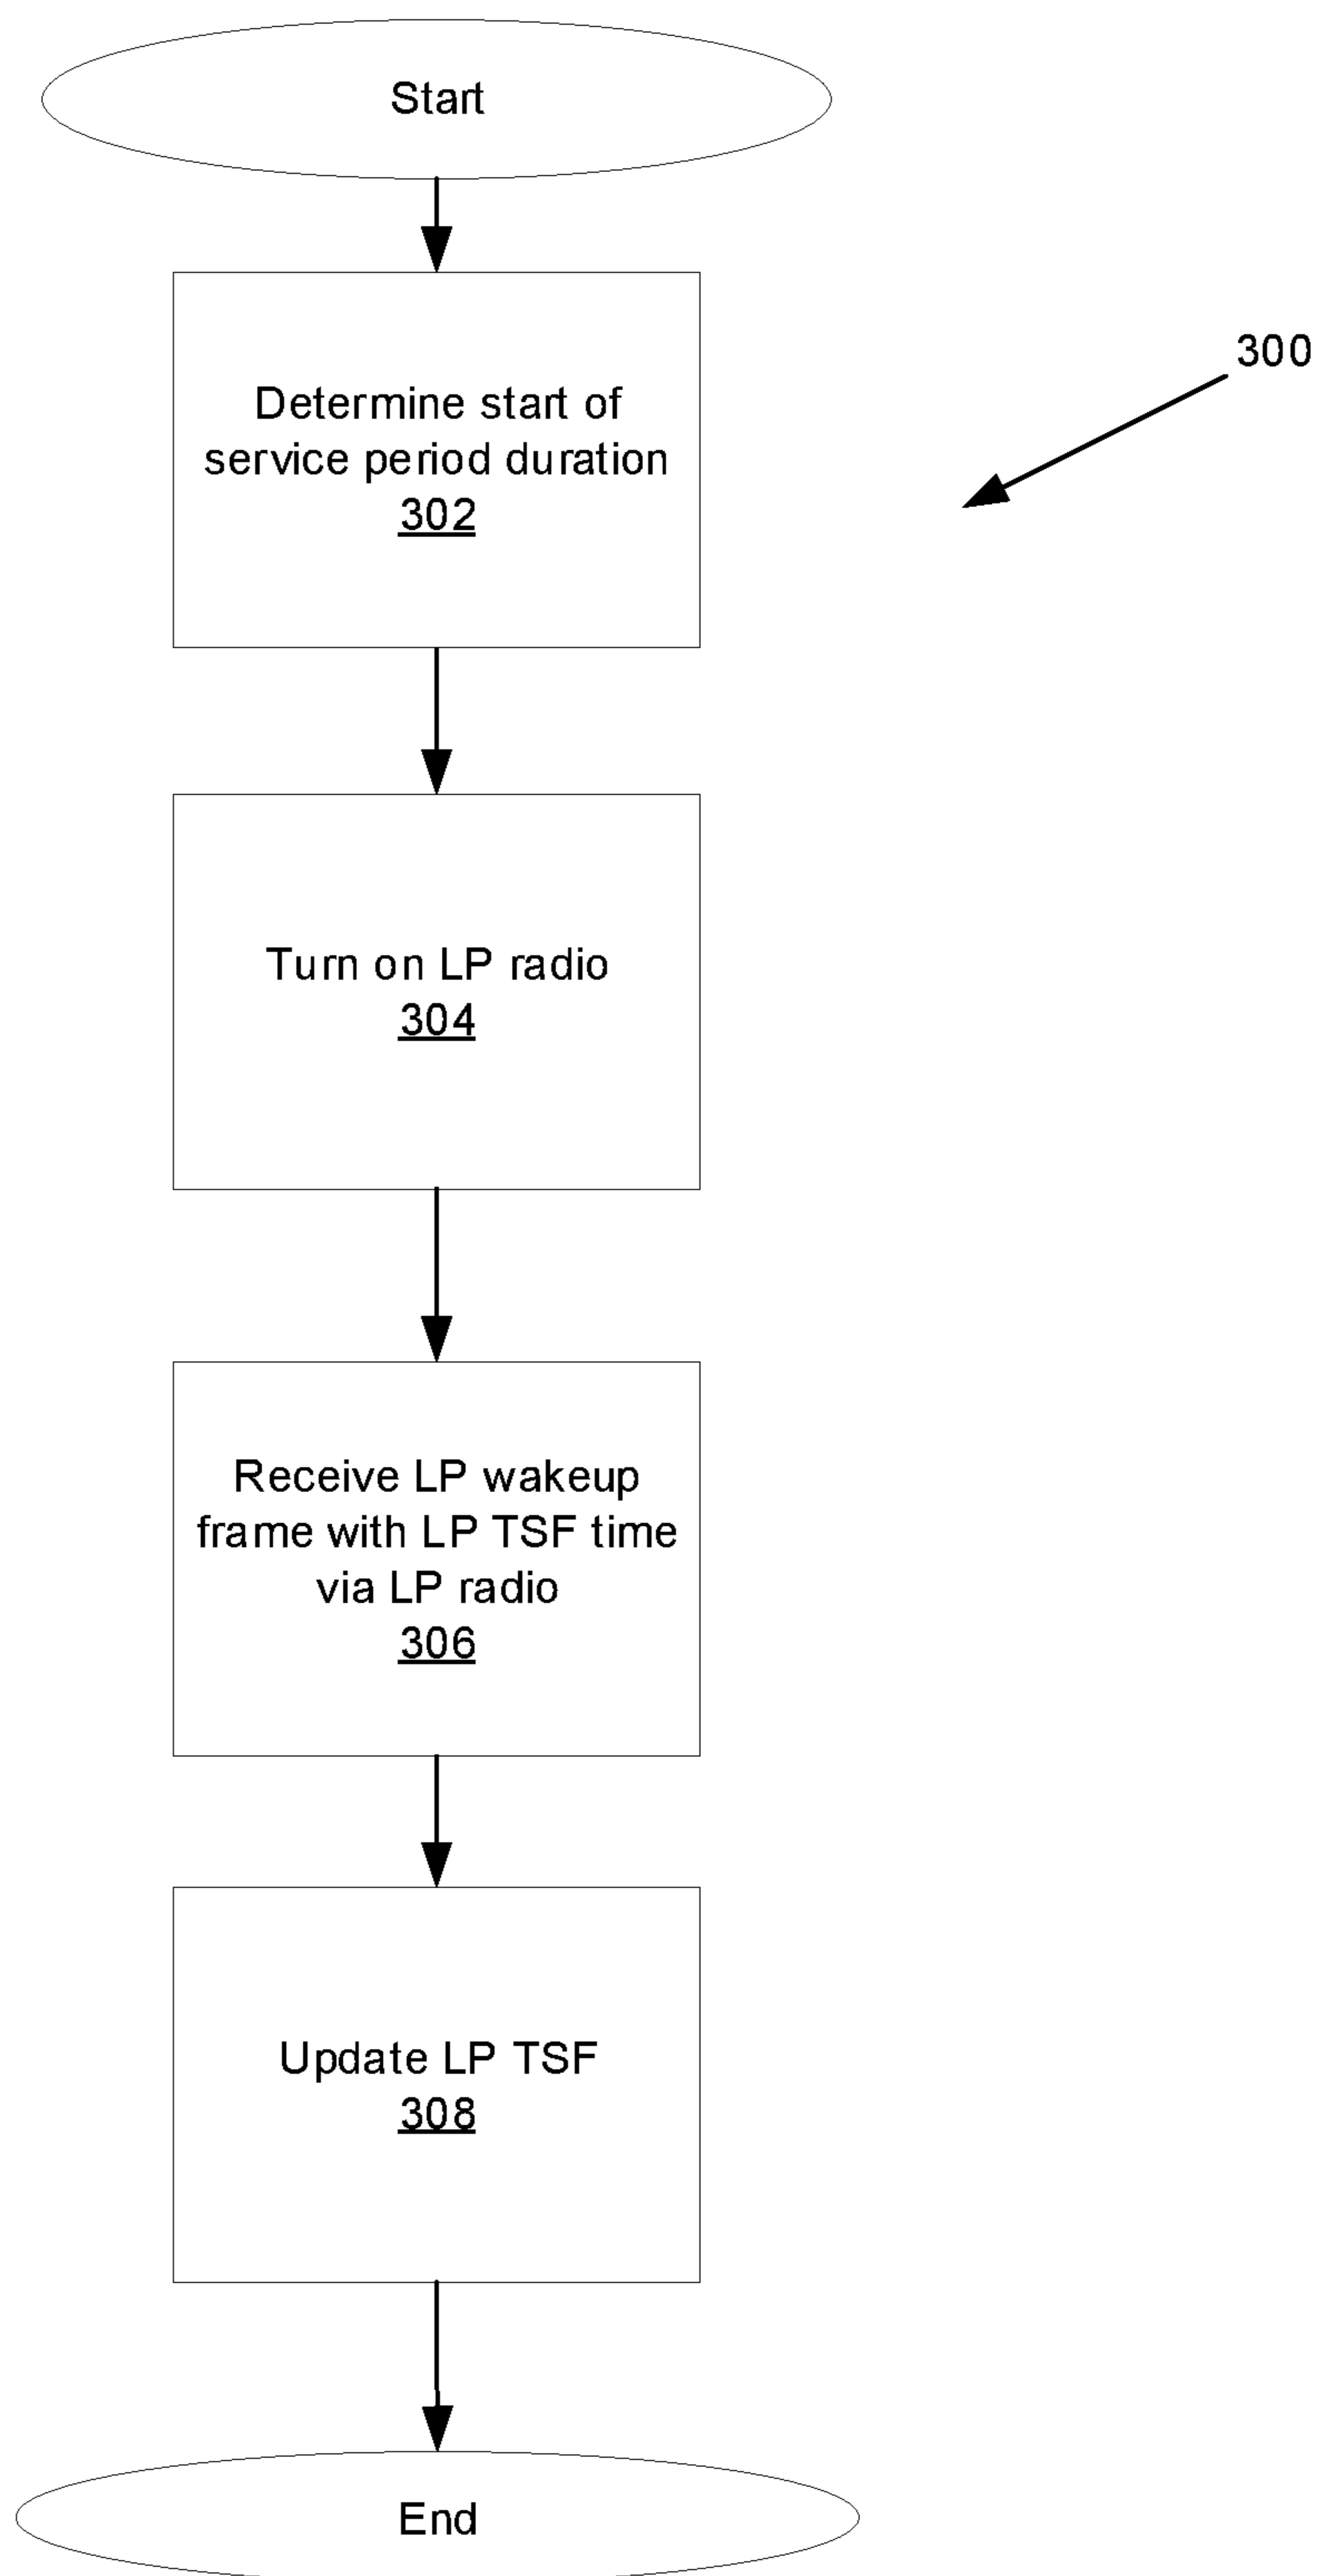 Start
300
Determine start of
service period duration
302
Turn on LP radio
304
Receive LP wakeup
frame with LP TSF time
via LP radio
306
Update LP TSF
308
End